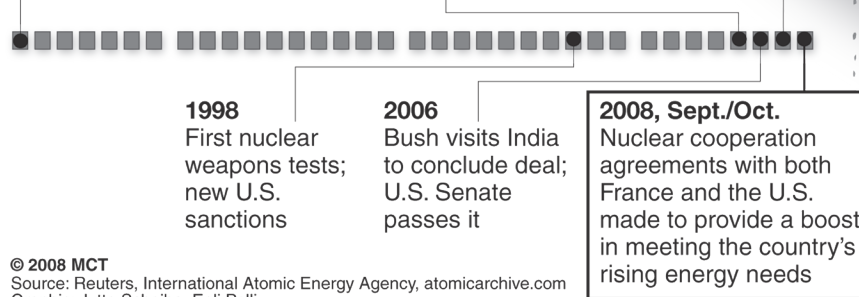 1998
First nuclear
weapons tests;
new U.S.
sanctions
2006
Bush visits India
to conclude deal;
U.S. Senate
passes it
2008, Sept./Oct.
Nuclear cooperation
agreements with both
France and the U.S.
made to provide a boost
in meeting the country's
rising energy needs
© 2008 MCT
Source: Reuters, International Atomic Energy Agency, atomicarchive.com